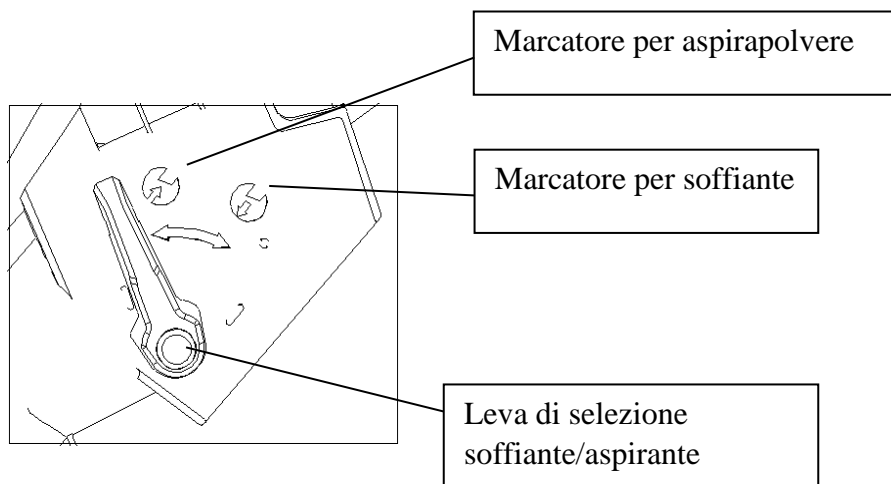 Marcatore per aspirapolvere
Marcatore per soffiante
Leva di selezione
soffiante/aspirante